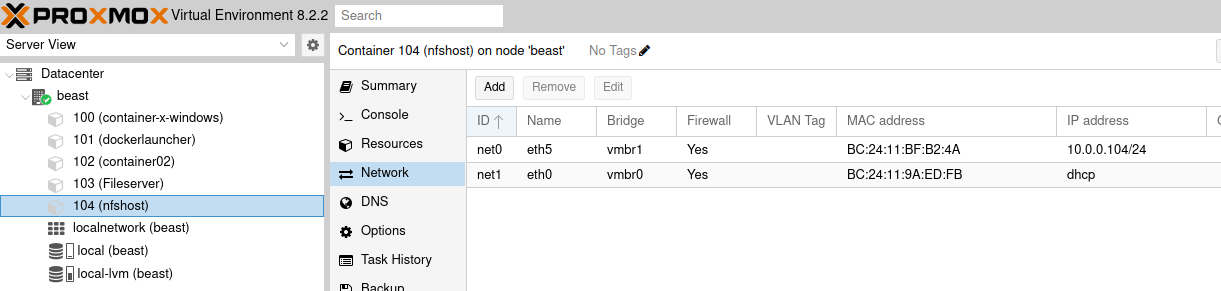 PROXMOX Virtual Environment 8.2.2 Search
Server View
Datacenter
beast
100 (container-x-windows)
101 (dockerlauncher)
102 (container02)
103 (Fileserver)
104 (nfshost)
localnetwork (beast)
local (beast)
local-lvm (beast)
Container 104 (nfshost) on node 'beast' No Tags
Summary
Console
Resources
Network
DNS
Options
Task History
Backup
Add Remove Edit
ID Name Bridge Firewall VLAN Tag MAC address IP address
net0 eth5 vmbr1 Yes BC:24:11:BF:B2:4A 10.0.0.104/24
net1 eth0 vmbr0 Yes BC:24:11:9A:ED:FB dhcp